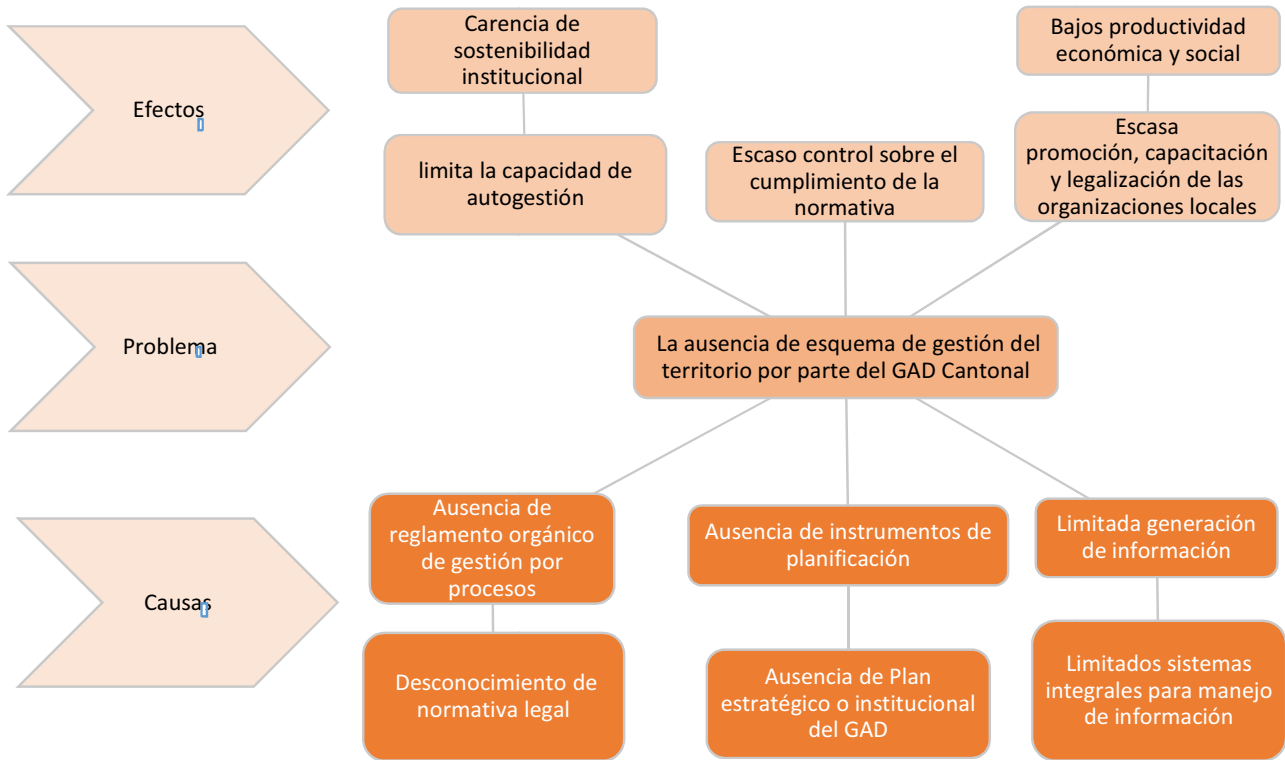 Efectos
Carencia de
sostenibilidad
institucional
Bajos productividad
económica y social
limita la capacidad de
autogestión
Escaso control sobre el
cumplimiento de la
normativa
Escasa
promoción, capacitación
y legalización de las
organizaciones locales
Problema
La ausencia de esquema de gestión del
territorio por parte del GAD Cantonal
Causas
Ausencia de
reglamento orgánico
de gestión por
procesos
Ausencia de instrumentos de
planificación
Limitada generación
de información
Desconocimiento de
normativa legal
Ausencia de Plan
estratégico o institucional
del GAD
Limitados sistemas
integrales para manejo
de información